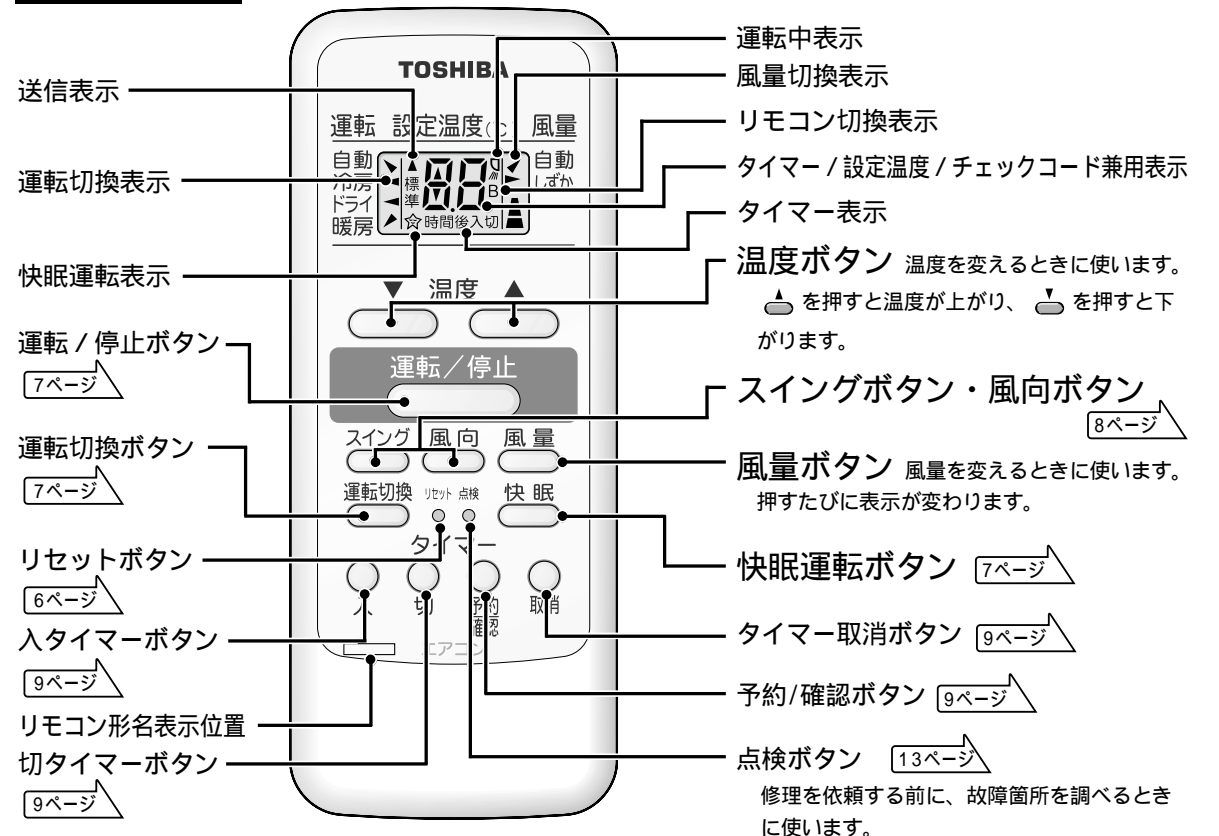 送信表示
運転切換表示
快眠運転表示
運転 / 停止ボタン
7ページ
運転切換ボタン
7ページ
リセットボタン
6ページ
入タイマーボタン
9ページ
リモコン形名表示位置
切タイマーボタン
9ページ
TOSHIBA
運転 設定温度(℃) 風量
自動
冷房
ドライ
暖房
標準
8.8
B
時間後入切
自動
しずか
▼ 温度 ▲
運転／停止
スイング 風向 風量
運転切換 リセット 点検 快眠
タイマー
入 切 予約確認 取消
エアコン
運転中表示
風量切換表示
リモコン切換表示
タイマー / 設定温度 / チェックコード兼用表示
タイマー表示
温度ボタン 温度を変えるときに使います。
を押すと温度が上がり、 を押すと下
がります。
スイングボタン・風向ボタン
8ページ
風量ボタン 風量を変えるときに使います。
押すたびに表示が変わります。
快眠運転ボタン 7ページ
タイマー取消ボタン 9ページ
予約/確認ボタン 9ページ
点検ボタン 13ページ
修理を依頼する前に、故障箇所を調べるとき
に使います。